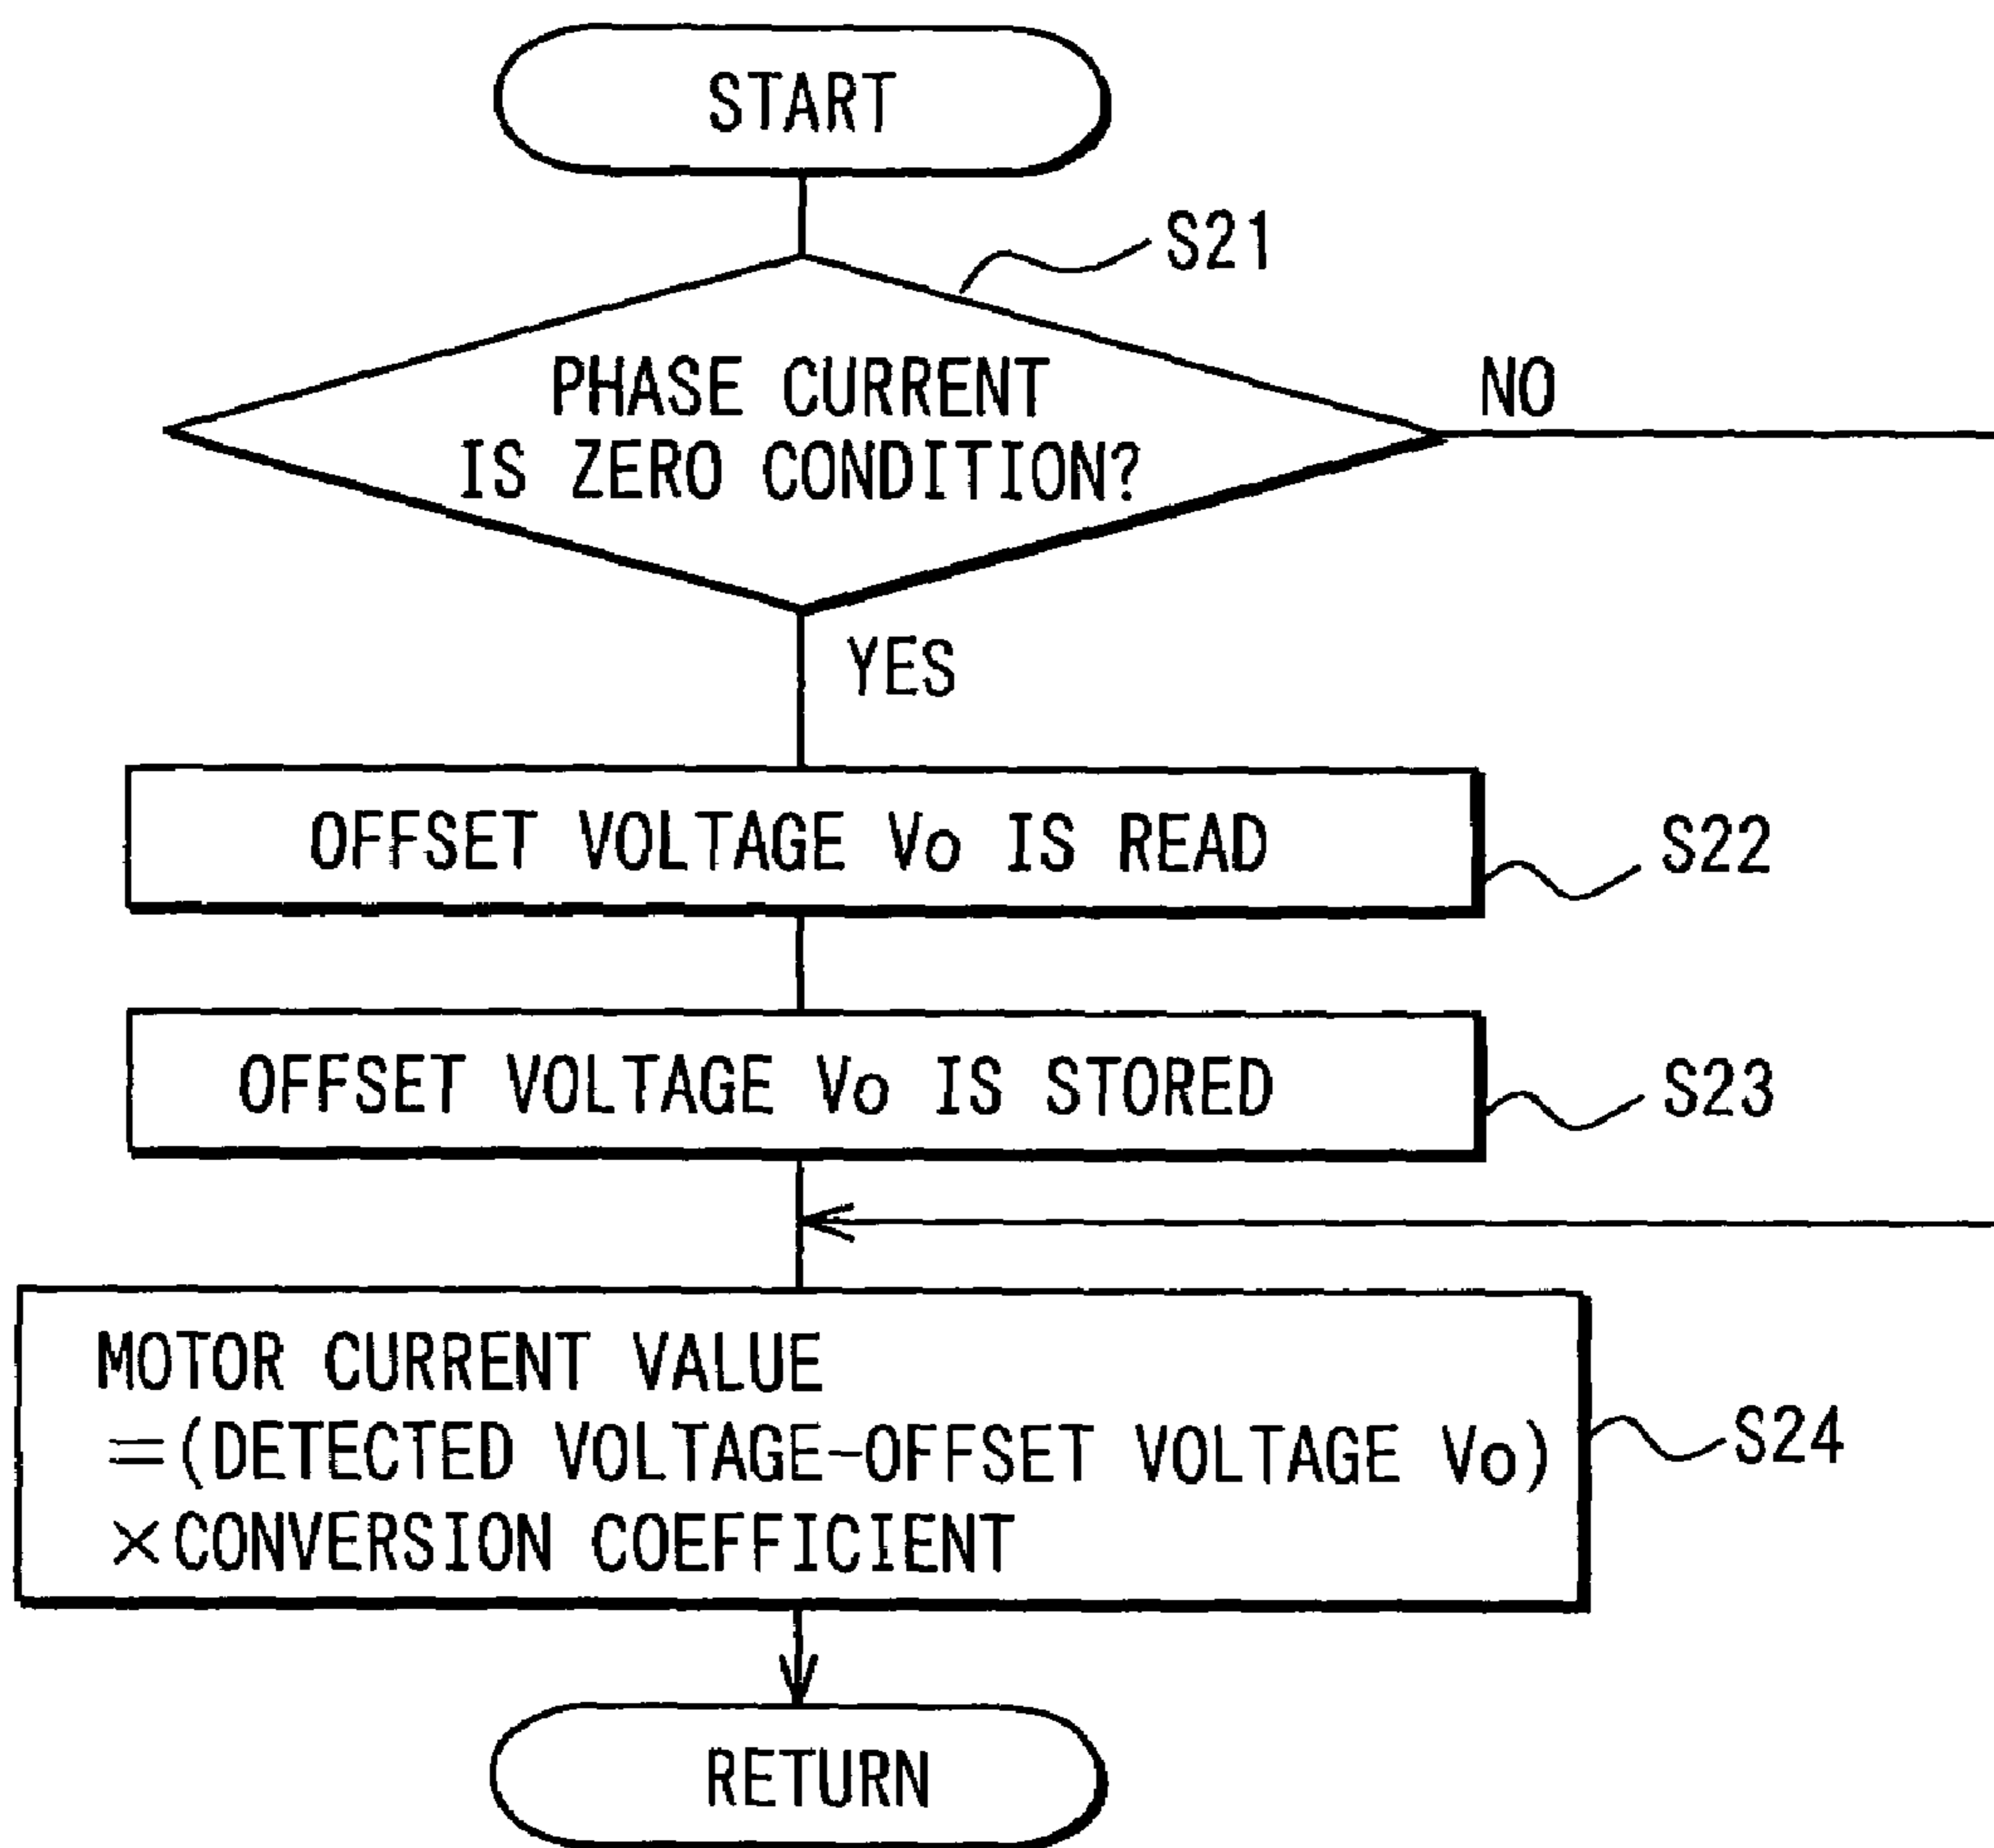 START
S21
PHASE CURRENT
IS ZERO CONDITION?
NO
YES
OFFSET VOLTAGE Vo IS READ
S22
OFFSET VOLTAGE Vo IS STORED
S23
MOTOR CURRENT VALUE
=(DETECTED VOLTAGE-OFFSET VOLTAGE Vo)
×CONVERSION COEFFICIENT
S24
RETURN